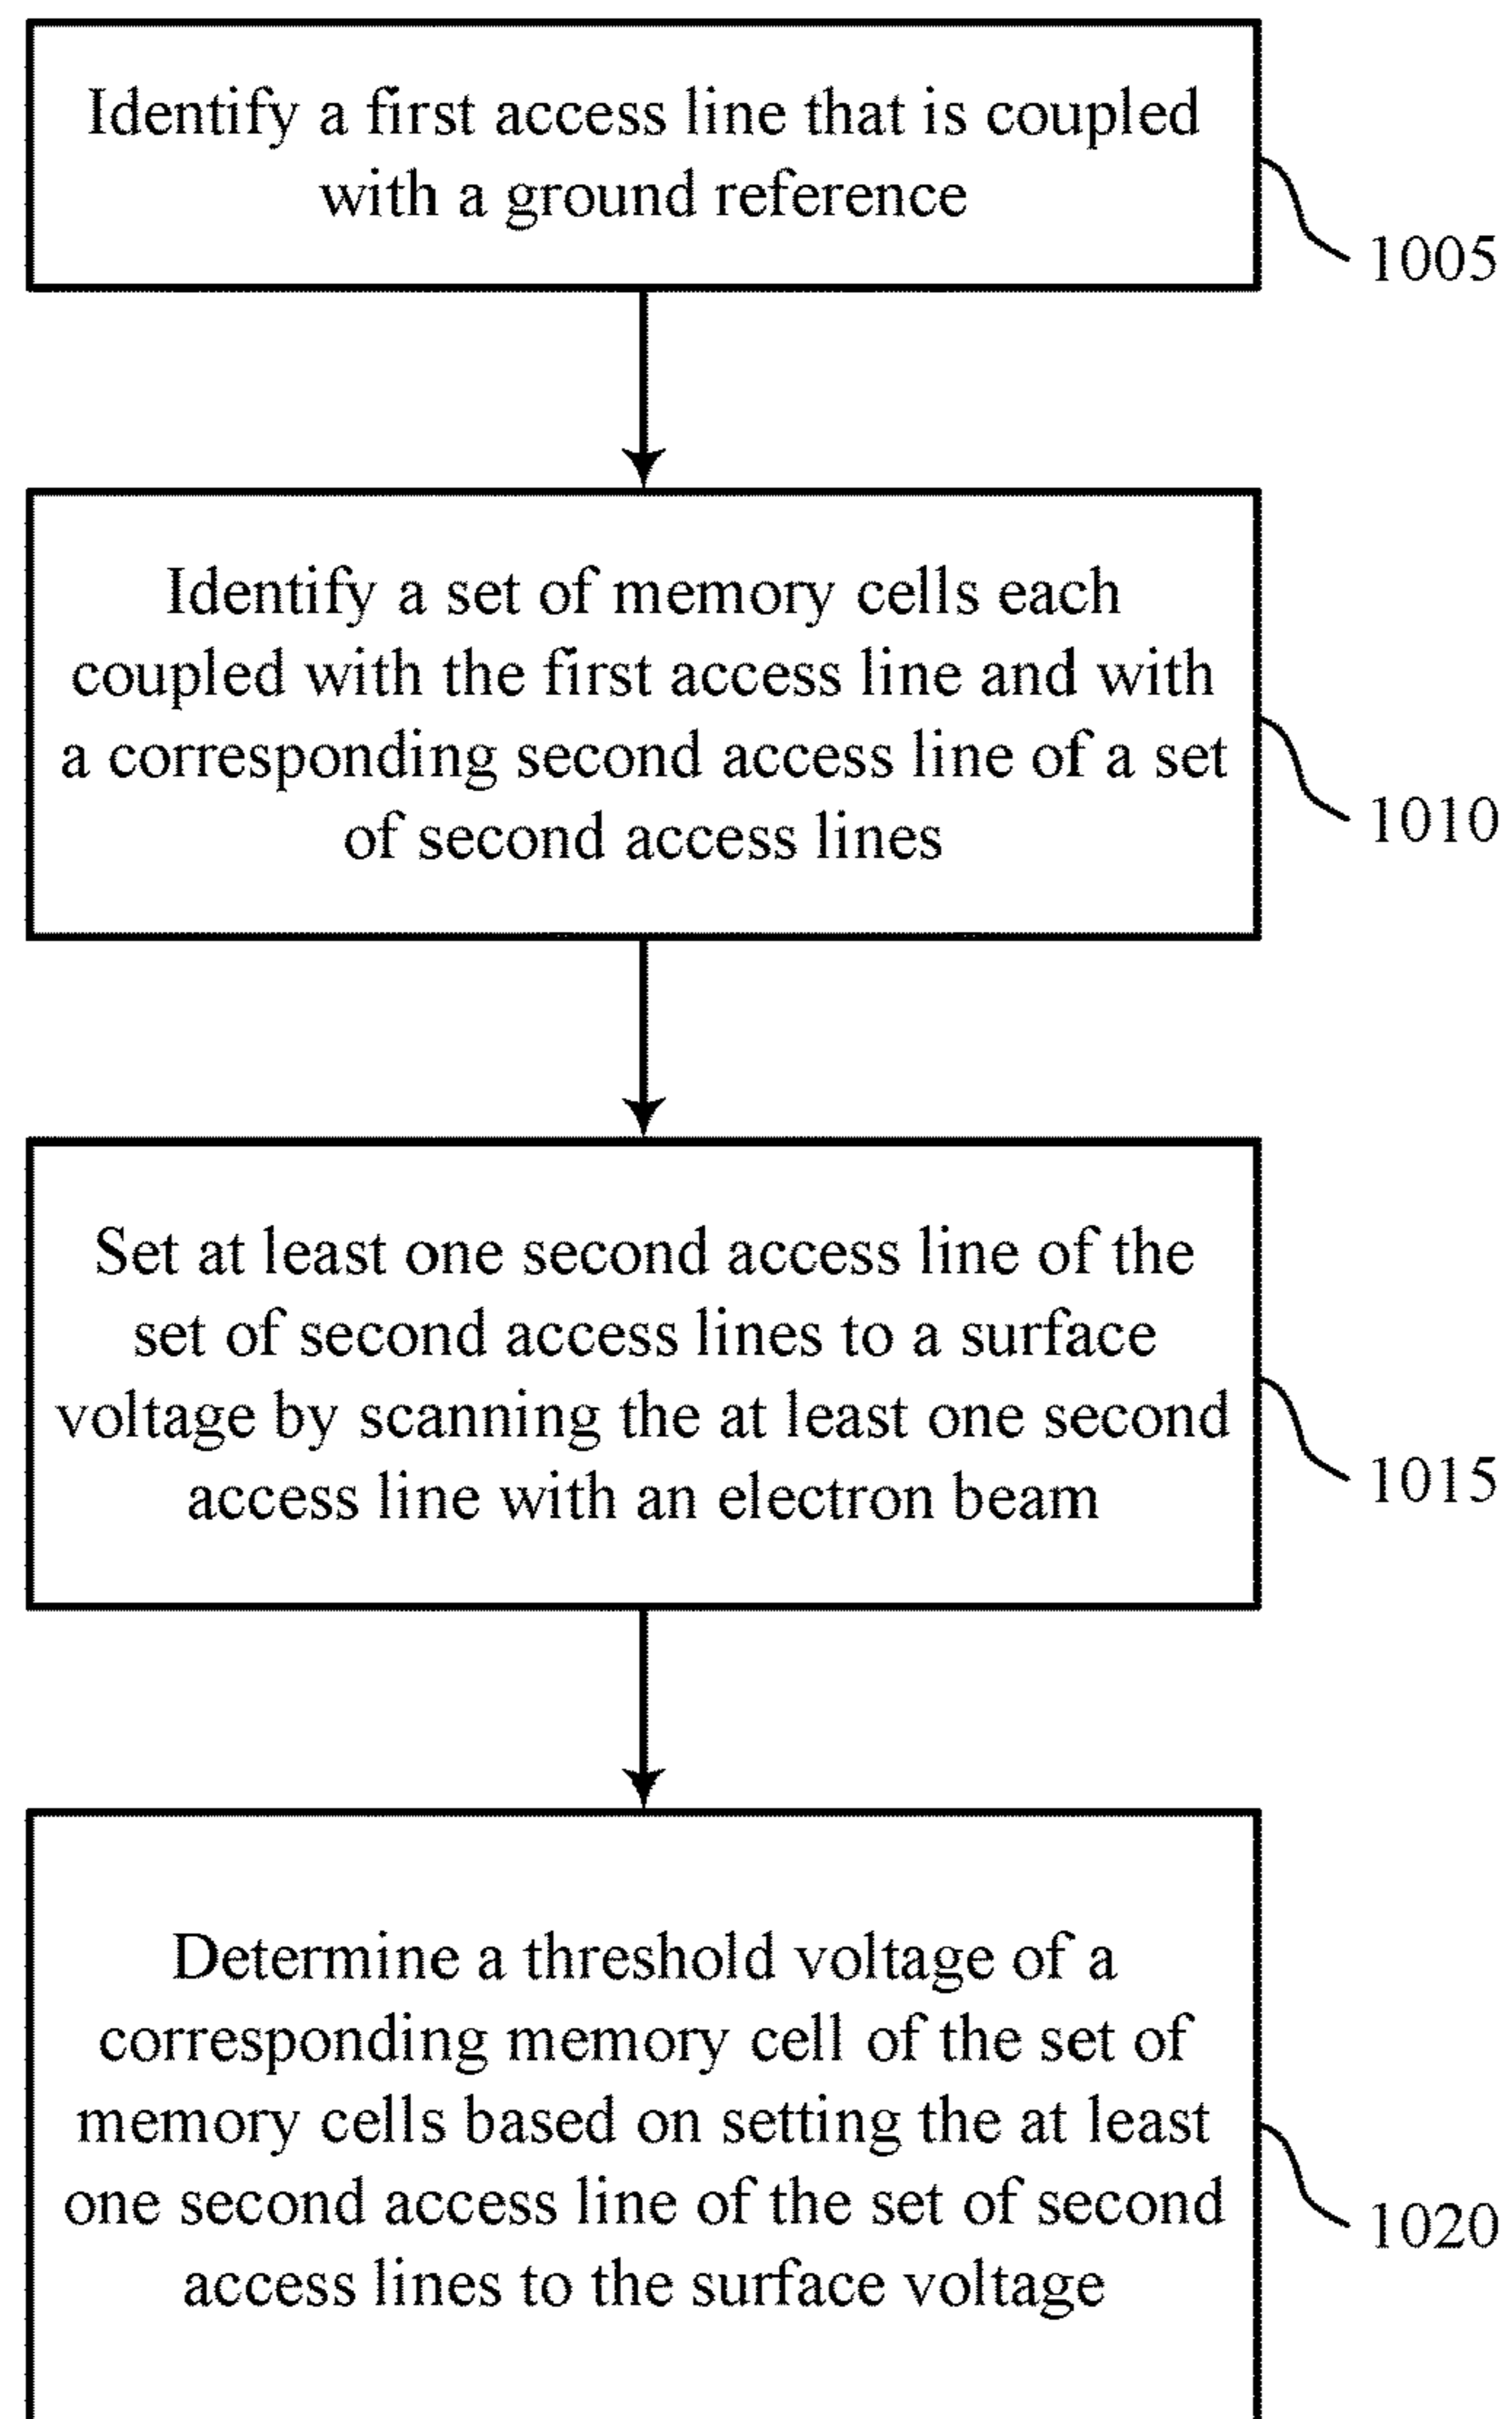 Identify a first access line that is coupled
with a ground reference
1005
Identify a set of memory cells each
coupled with the first access line and with
a corresponding second access line of a set
of second access lines
1010
Set at least one second access line of the
set of second access lines to a surface
voltage by scanning the at least one second
access line with an electron beam
1015
Determine a threshold voltage of a
corresponding memory cell of the set of
memory cells based on setting the at least
one second access line of the set of second
access lines to the surface voltage
1020